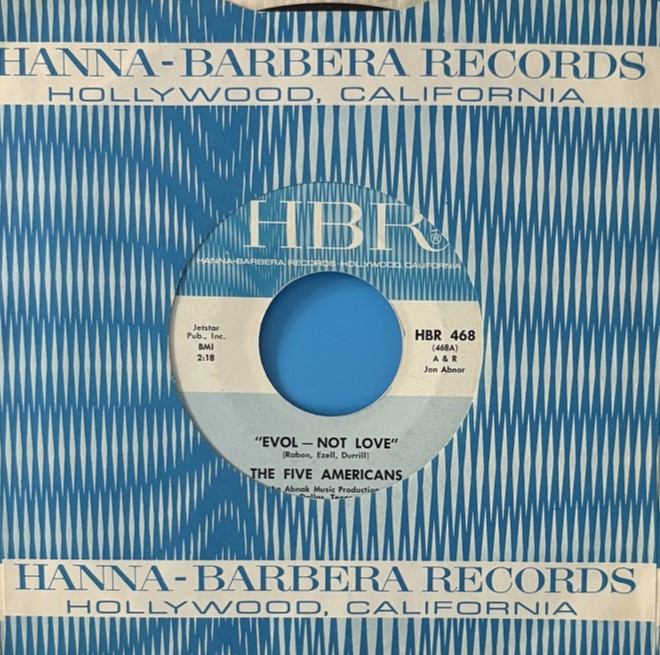 HANNA-BARBERA RECORDS
HOLLYWOOD, CALIFORNIA
HBR®
HANNA-BARBERA RECORDS·HOLLYWOOD, CALIFORNIA
Jetstar
Pub., Inc.
BMI
2:18
HBR 468
(468A)
A & R
Jon Abnor
"EVOL — NOT LOVE"
(Rabon, Ezell, Durrill)
THE FIVE AMERICANS
An Abnak Music Production
Dallas, Texas
HANNA-BARBERA RECORDS
HOLLYWOOD, CALIFORNIA